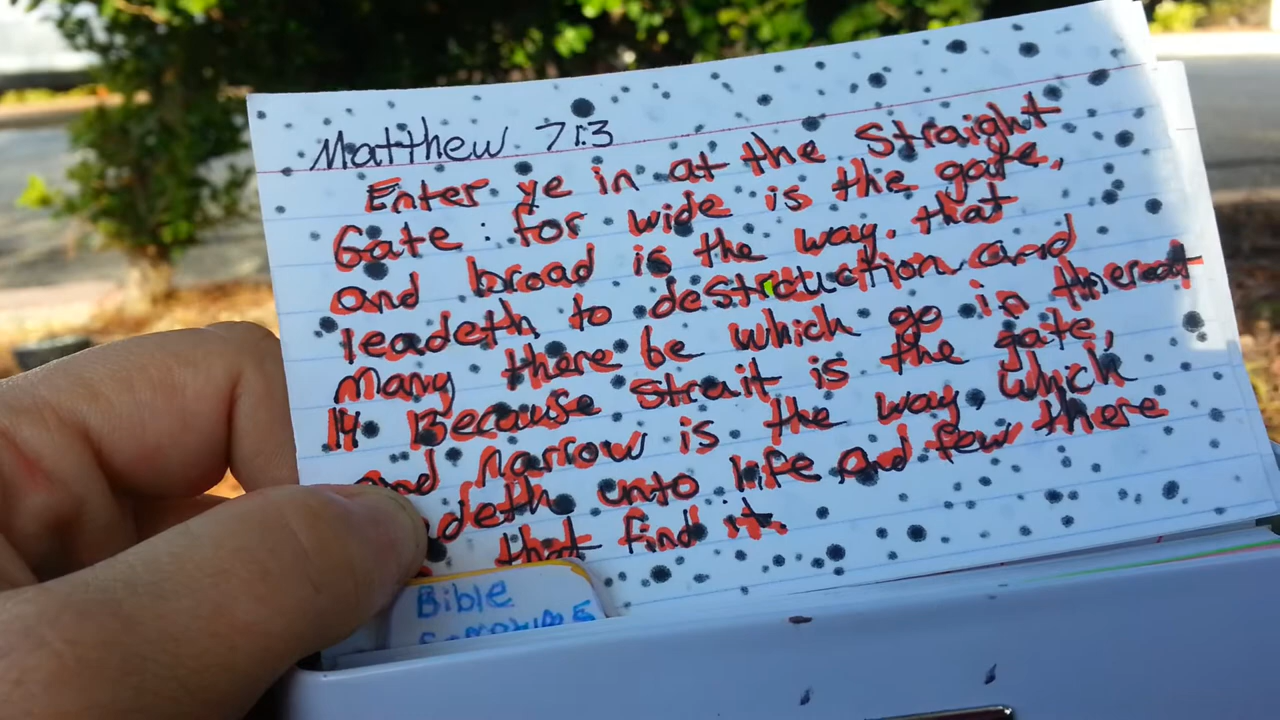 Matthew 7:13
Enter ye in at the Straight
Gate: for wide is the gate,
and broad is the way. that
leadeth to destruction and
many there be which go in thereat
14 Because strait is the gate,
and narrow is the way, which
deth unto life and few there
that find it.
Bible